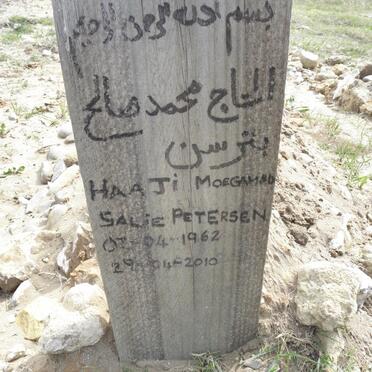 بسم الله الرحمن الرحيم
الحاج محمد صالح
بترسن
HAAJi MOEGAMAD
SALIE PETERSEN
07-04-1962
29-04-2010